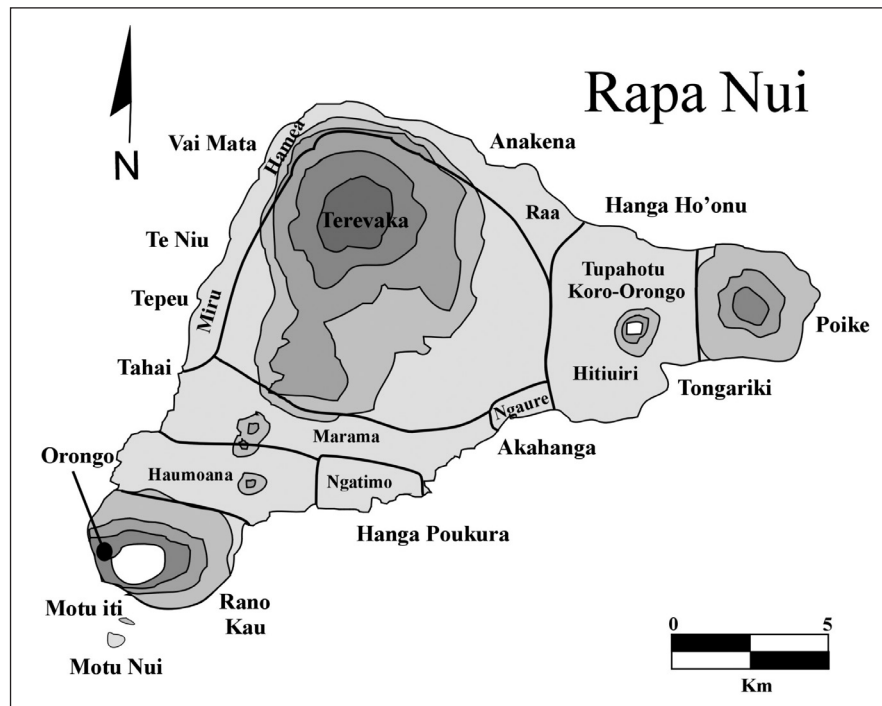 Rapa Nui
N
Vai Mata
Hamea
Anakena
Terevaka
Raa
Hanga Ho’onu
Te Niu
Tupahotu
Koro-Orongo
Tepeu
Miru
Poike
Tahai
Hitiuiri
Tongariki
Ngaure
Marama
Akahanga
Orongo
Haumoana
Ngatimo
Hanga Poukura
Motu iti
Rano
Kau
Motu Nui
0 5
Km